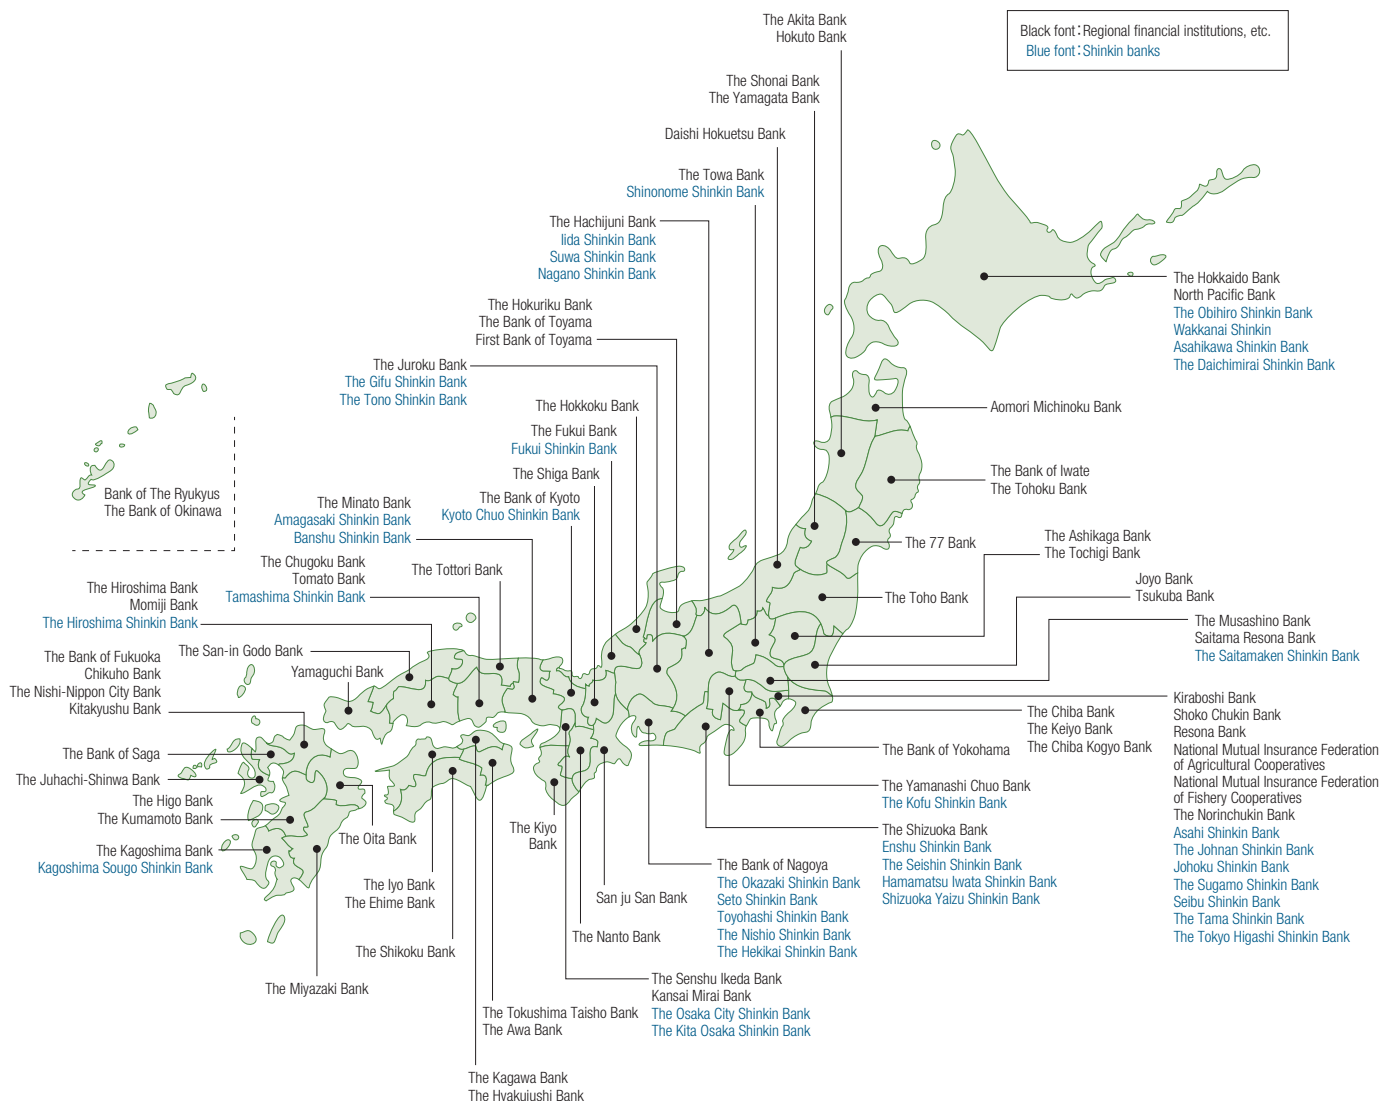 The Akita Bank
Hokuto Bank
Black font：Regional financial institutions, etc.
Blue font：Shinkin banks
The Shonai Bank
The Yamagata Bank
Daishi Hokuetsu Bank
The Towa Bank
Shinonome Shinkin Bank
The Hachijuni Bank
Iida Shinkin Bank
Suwa Shinkin Bank
Nagano Shinkin Bank
The Hokkaido Bank
North Pacific Bank
The Obihiro Shinkin Bank
Wakkanai Shinkin
Asahikawa Shinkin Bank
The Daichimirai Shinkin Bank
The Hokuriku Bank
The Bank of Toyama
First Bank of Toyama
The Juroku Bank
The Gifu Shinkin Bank
The Tono Shinkin Bank
The Hokkoku Bank
Aomori Michinoku Bank
The Fukui Bank
Fukui Shinkin Bank
The Shiga Bank
The Bank of Iwate
The Tohoku Bank
Bank of The Ryukyus
The Bank of Okinawa
The Minato Bank
Amagasaki Shinkin Bank
Banshu Shinkin Bank
The Bank of Kyoto
Kyoto Chuo Shinkin Bank
The 77 Bank
The Ashikaga Bank
The Tochigi Bank
The Chugoku Bank
Tomato Bank
Tamashima Shinkin Bank
The Tottori Bank
Joyo Bank
Tsukuba Bank
The Hiroshima Bank
Momiji Bank
The Hiroshima Shinkin Bank
The Toho Bank
The Musashino Bank
Saitama Resona Bank
The Saitamaken Shinkin Bank
The San-in Godo Bank
Yamaguchi Bank
The Bank of Fukuoka
Chikuho Bank
The Nishi-Nippon City Bank
Kitakyushu Bank
The Chiba Bank
The Keiyo Bank
The Chiba Kogyo Bank
Kiraboshi Bank
Shoko Chukin Bank
Resona Bank
National Mutual Insurance Federation
of Agricultural Cooperatives
National Mutual Insurance Federation
of Fishery Cooperatives
The Norinchukin Bank
Asahi Shinkin Bank
The Johnan Shinkin Bank
Johoku Shinkin Bank
The Sugamo Shinkin Bank
Seibu Shinkin Bank
The Tama Shinkin Bank
The Tokyo Higashi Shinkin Bank
The Bank of Saga
The Bank of Yokohama
The Juhachi-Shinwa Bank
The Yamanashi Chuo Bank
The Kofu Shinkin Bank
The Higo Bank
The Kumamoto Bank
The Oita Bank
The Kiyo
Bank
The Shizuoka Bank
Enshu Shinkin Bank
The Seishin Shinkin Bank
Hamamatsu Iwata Shinkin Bank
Shizuoka Yaizu Shinkin Bank
The Kagoshima Bank
Kagoshima Sougo Shinkin Bank
The Bank of Nagoya
The Okazaki Shinkin Bank
Seto Shinkin Bank
Toyohashi Shinkin Bank
The Nishio Shinkin Bank
The Hekikai Shinkin Bank
The Iyo Bank
The Ehime Bank
San ju San Bank
The Nanto Bank
The Shikoku Bank
The Miyazaki Bank
The Senshu Ikeda Bank
Kansai Mirai Bank
The Osaka City Shinkin Bank
The Kita Osaka Shinkin Bank
The Tokushima Taisho Bank
The Awa Bank
The Kagawa Bank
The Hyakujushi Bank